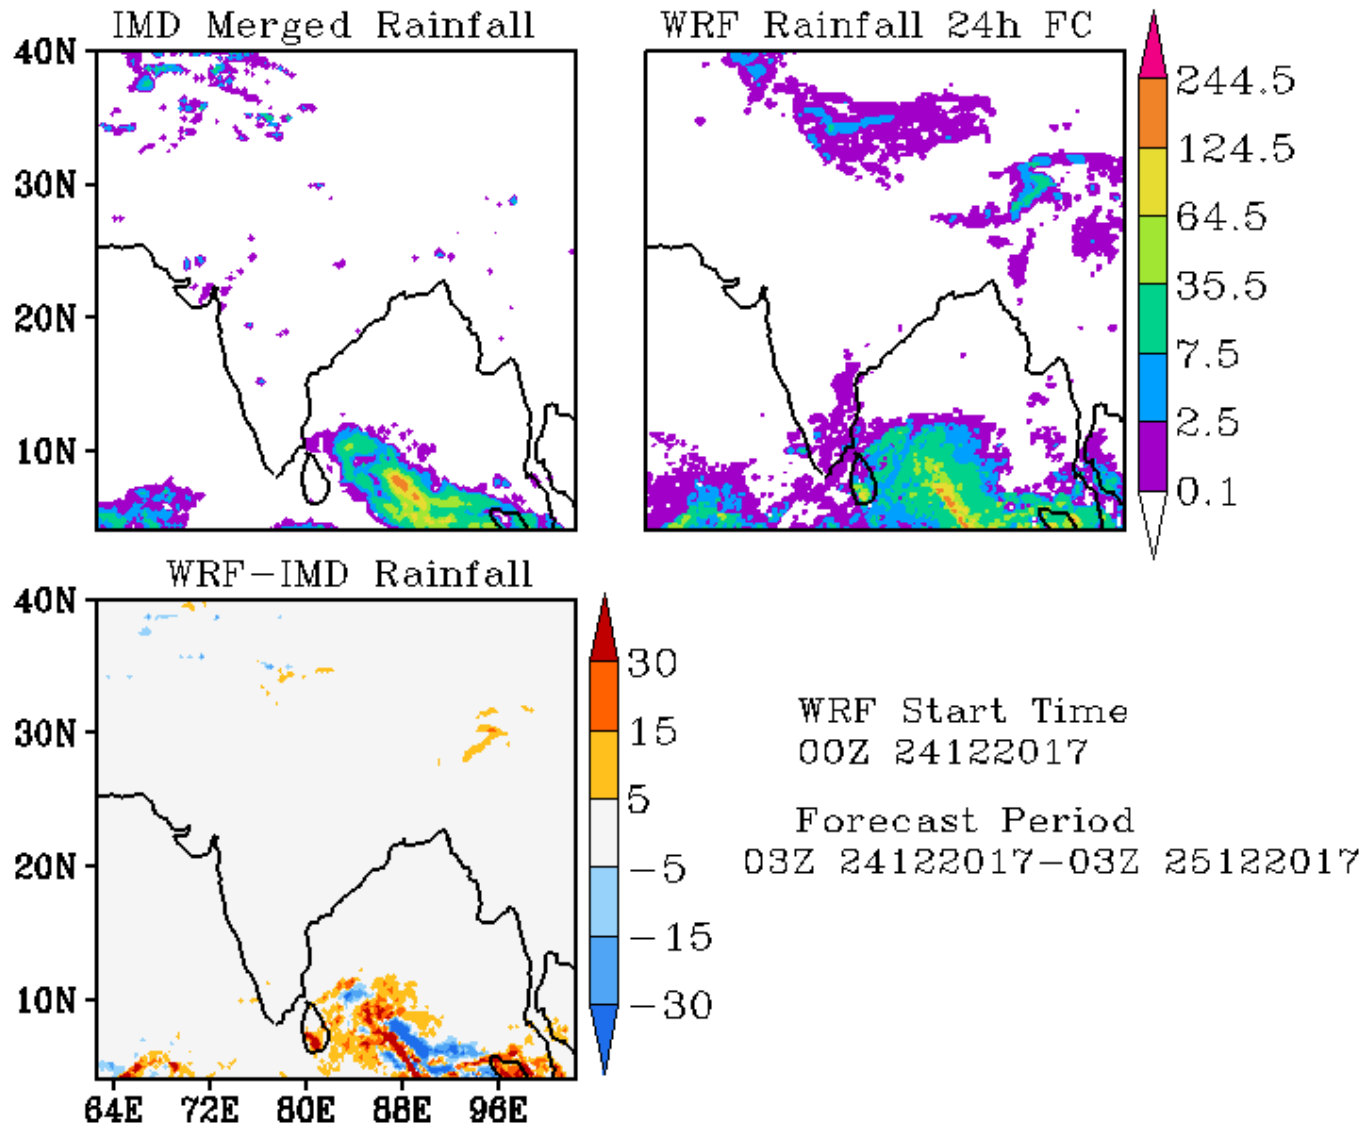 IMD Merged Rainfall
WRF Rainfall 24h FC
40N
30N
20N
10N
244.5
124.5
64.5
35.5
7.5
2.5
0.1
WRF-IMD Rainfall
40N
30N
20N
10N
64E 72E 80E 88E 96E
30
15
5
-5
-15
-30
WRF Start Time
00Z 24122017
Forecast Period
03Z 24122017-03Z 25122017